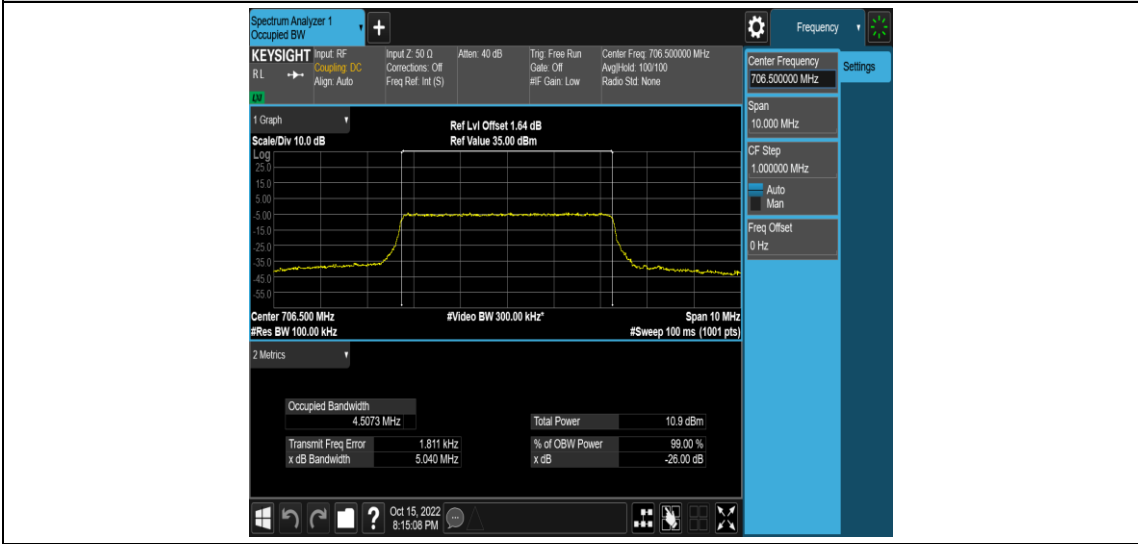 Spectrum Analyzer 1
Occupied BW
+
Frequency
KEYSIGHT
RL
LM
Input: RF
Coupling: DC
Align: Auto
Input Z: 50 Ω
Corrections: Off
Freq Ref: Int (S)
Atten: 40 dB
Trig: Free Run
Gate: Off
#IF Gain: Low
Center Freq: 706.500000 MHz
Avg|Hold: 100/100
Radio Std: None
Center Frequency
706.500000 MHz
Settings
Span
10.000 MHz
CF Step
1.000000 MHz
Auto
Man
Freq Offset
0 Hz
1 Graph
Scale/Div 10.0 dB
Ref Lvl Offset 1.64 dB
Ref Value 35.00 dBm
Log
25.0
15.0
5.00
-5.00
-15.0
-25.0
-35.0
-45.0
-55.0
Center 706.500 MHz
#Video BW 300.00 kHz*
Span 10 MHz
#Res BW 100.00 kHz
#Sweep 100 ms (1001 pts)
2 Metrics
Occupied Bandwidth
4.5073 MHz
Total Power 10.9 dBm
Transmit Freq Error 1.811 kHz
% of OBW Power 99.00 %
x dB Bandwidth 5.040 MHz
x dB -26.00 dB
?
Oct 15, 2022
8:15:08 PM